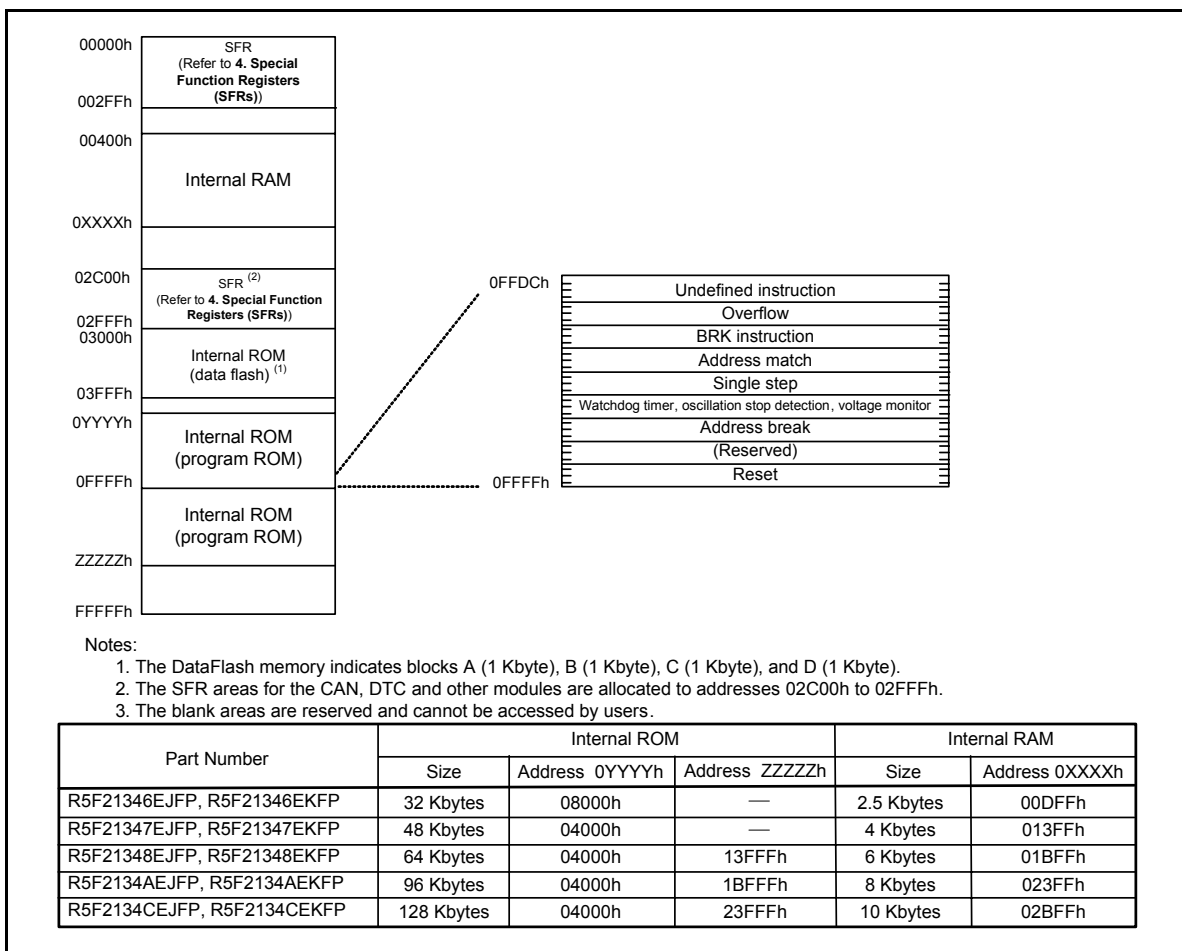 00000h
SFR
(Refer to 4. Special
Function Registers
(SFRs))
002FFh
00400h
Internal RAM
0XXXXh
02C00h
SFR (2)
(Refer to 4. Special Function
Registers (SFRs))
02FFFh
03000h
Internal ROM
(data flash) (1)
03FFFh
0YYYYh
Internal ROM
(program ROM)
0FFFFh
Internal ROM
(program ROM)
ZZZZZh
FFFFFh
0FFDCh
Undefined instruction
Overflow
BRK instruction
Address match
Single step
Watchdog timer, oscillation stop detection, voltage monitor
Address break
(Reserved)
Reset
0FFFFh
Notes:
1. The DataFlash memory indicates blocks A (1 Kbyte), B (1 Kbyte), C (1 Kbyte), and D (1 Kbyte).
2. The SFR areas for the CAN, DTC and other modules are allocated to addresses 02C00h to 02FFFh.
3. The blank areas are reserved and cannot be accessed by users.
Part Number Internal ROM Internal RAM
Size Address 0YYYYh Address ZZZZZh Size Address 0XXXXh
R5F21346EJFP, R5F21346EKFP 32 Kbytes 08000h — 2.5 Kbytes 00DFFh
R5F21347EJFP, R5F21347EKFP 48 Kbytes 04000h — 4 Kbytes 013FFh
R5F21348EJFP, R5F21348EKFP 64 Kbytes 04000h 13FFFh 6 Kbytes 01BFFh
R5F2134AEJFP, R5F2134AEKFP 96 Kbytes 04000h 1BFFFh 8 Kbytes 023FFh
R5F2134CEJFP, R5F2134CEKFP 128 Kbytes 04000h 23FFFh 10 Kbytes 02BFFh